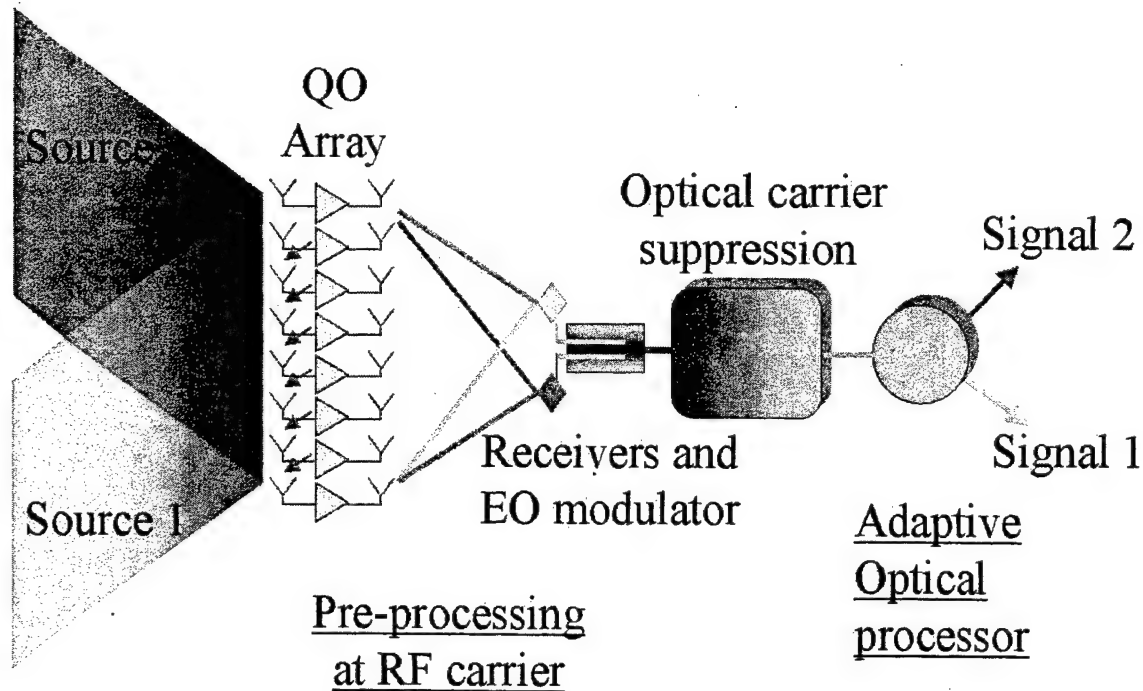 QO
Array
Source
Optical carrier
suppression
Signal 2
Receivers and
EO modulator
Signal 1
Source 1
Adaptive
Optical
processor
Pre-processing
at RF carrier